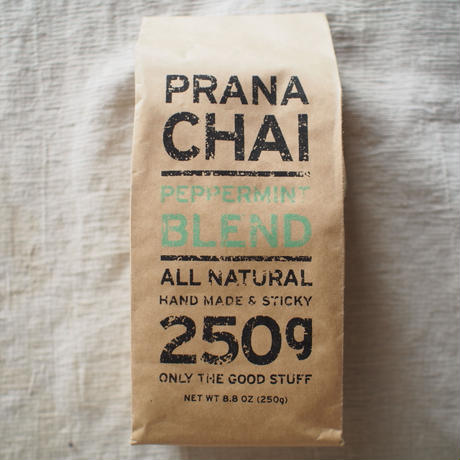 PRANA
CHAI
PEPPERMINT
BLEND
ALL NATURAL
HAND MADE & STICKY
250g
ONLY THE GOOD STUFF
NET WT 8.8 OZ (250g)